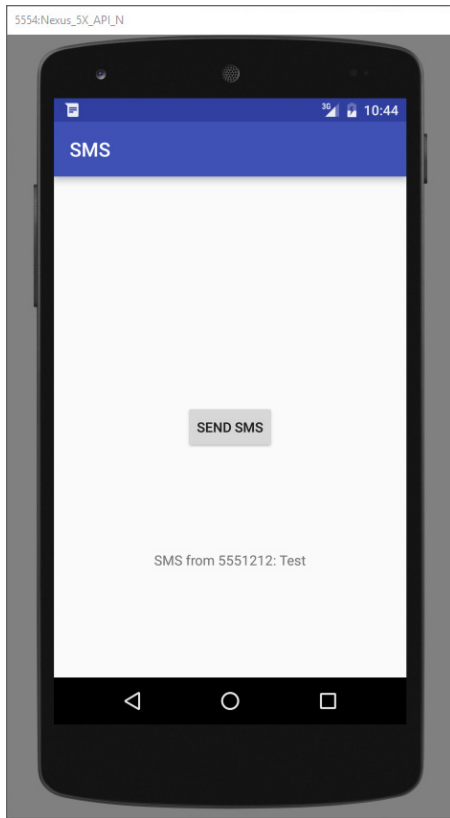 5554:Nexus_5X_API_N
3G 10:44
SMS
SEND SMS
SMS from 5551212: Test